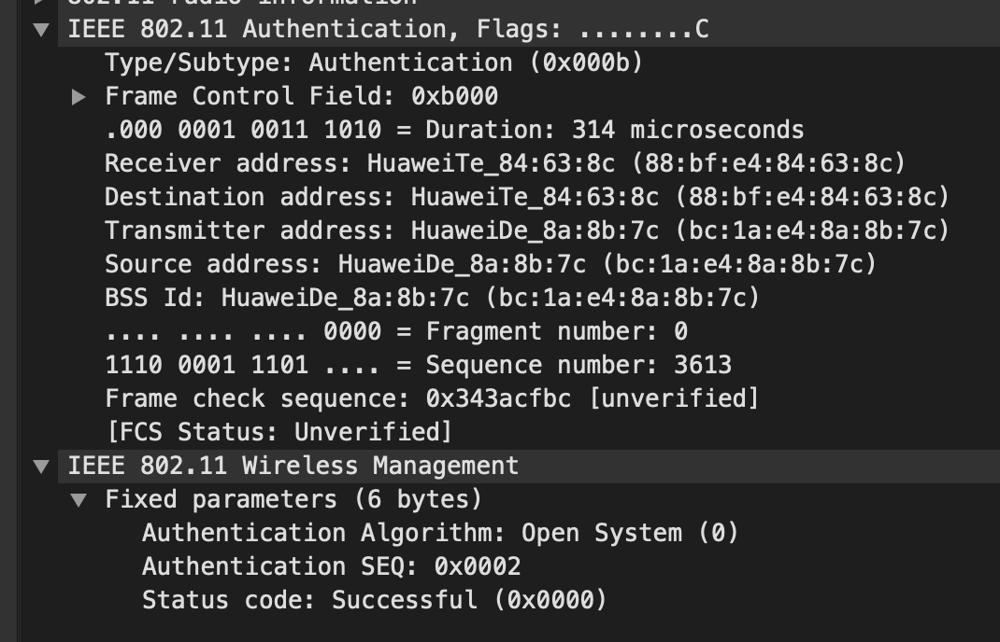 802.11 radio information
IEEE 802.11 Authentication, Flags: ........C
Type/Subtype: Authentication (0x000b)
Frame Control Field: 0xb000
.000 0001 0011 1010 = Duration: 314 microseconds
Receiver address: HuaweiTe_84:63:8c (88:bf:e4:84:63:8c)
Destination address: HuaweiTe_84:63:8c (88:bf:e4:84:63:8c)
Transmitter address: HuaweiDe_8a:8b:7c (bc:1a:e4:8a:8b:7c)
Source address: HuaweiDe_8a:8b:7c (bc:1a:e4:8a:8b:7c)
BSS Id: HuaweiDe_8a:8b:7c (bc:1a:e4:8a:8b:7c)
.... .... .... 0000 = Fragment number: 0
1110 0001 1101 .... = Sequence number: 3613
Frame check sequence: 0x343acfbc [unverified]
[FCS Status: Unverified]
IEEE 802.11 Wireless Management
Fixed parameters (6 bytes)
Authentication Algorithm: Open System (0)
Authentication SEQ: 0x0002
Status code: Successful (0x0000)